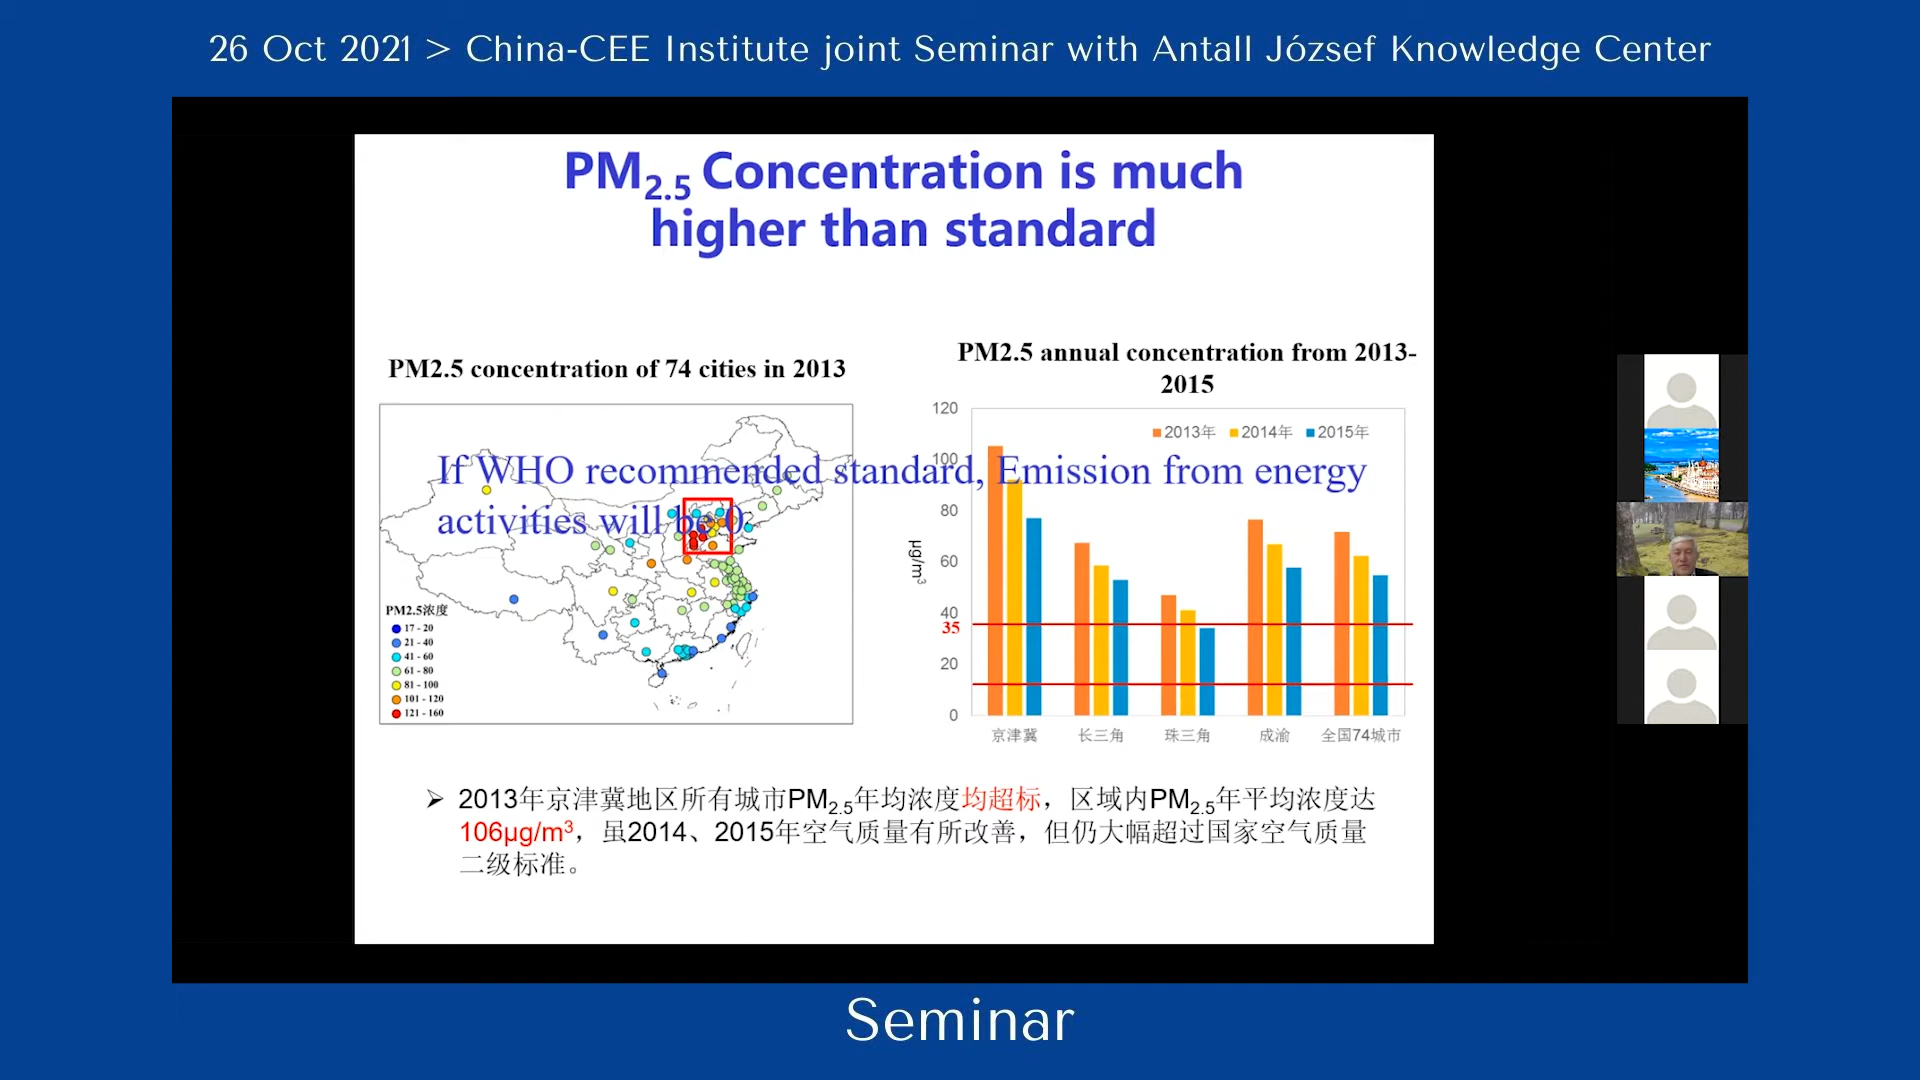 26 Oct 2021 > China-CEE Institute joint Seminar with Antall József Knowledge Center
PM2.5 Concentration is much
higher than standard
PM2.5 concentration of 74 cities in 2013
PM2.5浓度
17 - 20
21 - 40
41 - 60
61 - 80
81 - 100
101 - 120
121 - 160
PM2.5 annual concentration from 2013-
2015
2013年 2014年 2015年
120
100
80
60
40
35
20
0
μg/m3
京津冀 长三角 珠三角 成渝 全国74城市
If WHO recommended standard, Emission from energy
activities will be 0
➢ 2013年京津冀地区所有城市PM2.5年均浓度均超标，区域内PM2.5年平均浓度达
106μg/m3，虽2014、2015年空气质量有所改善，但仍大幅超过国家空气质量
二级标准。
Seminar